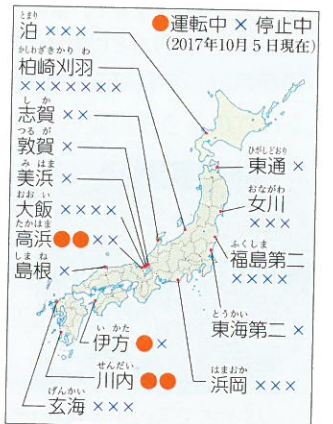 ●運転中 × 停止中
(2017年10月5日現在)
とまり
泊 ×××
かしわざきかりわ
柏崎刈羽
×××××××
しか
志賀 ××
つるが
敦賀 ×
みはま
美浜 ×
おおい
大飯 ××××
たかはま
高浜 ●●××
しまね
島根 ×
ひがしどおり
東通 ×
おながわ
女川
×××
ふくしま
福島第二
××××
とうかい
東海第二 ×
いかた
伊方 ●×
せんだい
川内 ●●
はまおか
浜岡 ×××
げんかい
玄海 ×××